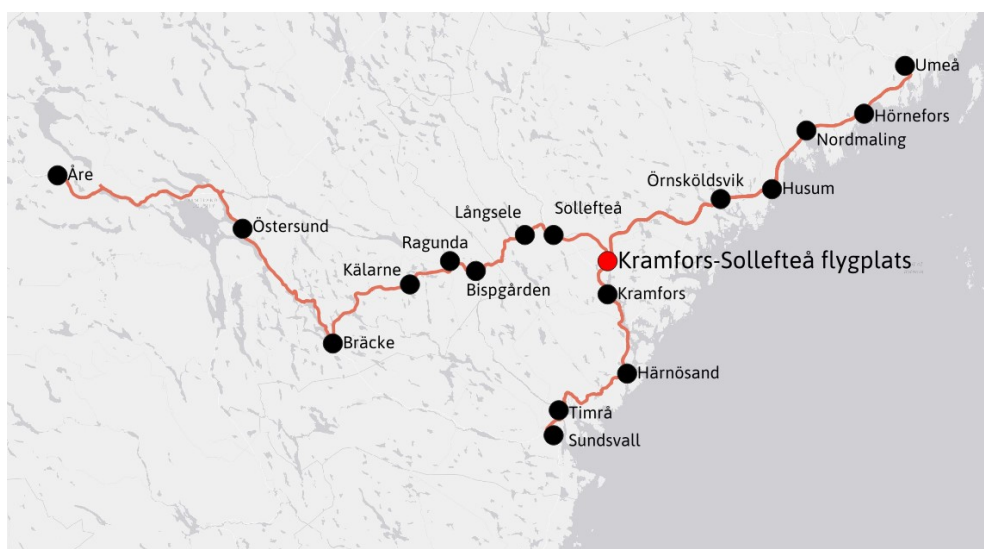 Umeå
Hörnefors
Nordmaling
Åre
Örnsköldsvik
Husum
Långsele
Sollefteå
Östersund
Ragunda
Kramfors-Sollefteå flygplats
Kälarne
Bispgården
Kramfors
Bräcke
Härnösand
Timrå
Sundsvall